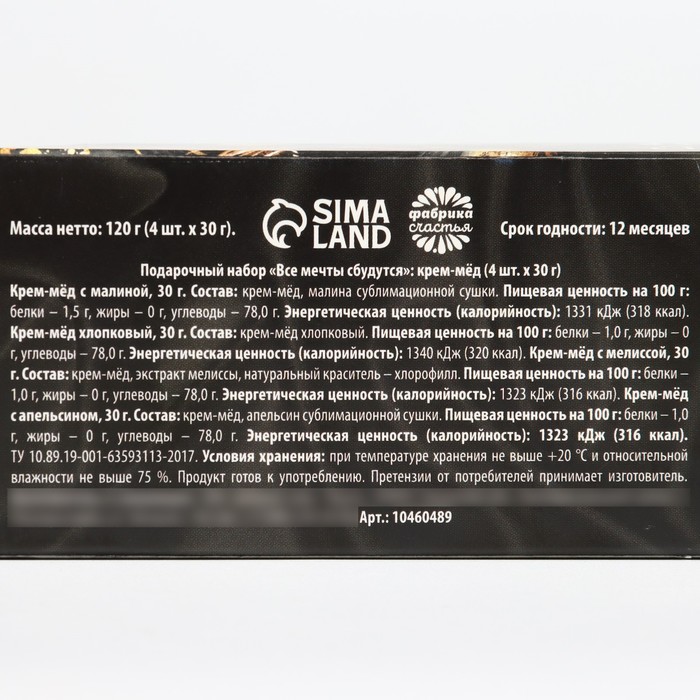 Масса нетто: 120 г (4 шт. х 30 г).
SIMA
LAND
фабрика
счастья
Срок годности: 12 месяцев
Подарочный набор «Все мечты сбудутся»: крем-мёд (4 шт. х 30 г)
Крем-мёд с малиной, 30 г. Состав: крем-мёд, малина сублимационной сушки. Пищевая ценность на 100 г:
белки – 1,5 г, жиры – 0 г, углеводы – 78,0 г. Энергетическая ценность (калорийность): 1331 кДж (318 ккал).
Крем-мёд хлопковый, 30 г. Состав: крем-мёд хлопковый. Пищевая ценность на 100 г: белки – 1,0 г, жиры – 0
г, углеводы – 78,0 г. Энергетическая ценность (калорийность): 1340 кДж (320 ккал). Крем-мёд с мелиссой, 30
г. Состав: крем-мёд, экстракт мелиссы, натуральный краситель – хлорофилл. Пищевая ценность на 100 г: белки –
1,0 г, жиры – 0 г, углеводы – 78,0 г. Энергетическая ценность (калорийность): 1323 кДж (316 ккал). Крем-мёд
с апельсином, 30 г. Состав: крем-мёд, апельсин сублимационной сушки. Пищевая ценность на 100 г: белки – 1,0
г, жиры – 0 г, углеводы – 78,0 г. Энергетическая ценность (калорийность): 1323 кДж (316 ккал).
ТУ 10.89.19-001-63593113-2017. Условия хранения: при температуре хранения не выше +20 °С и относительной
влажности не выше 75 %. Продукт готов к употреблению. Претензии от потребителей принимает изготовитель.
Арт.: 10460489